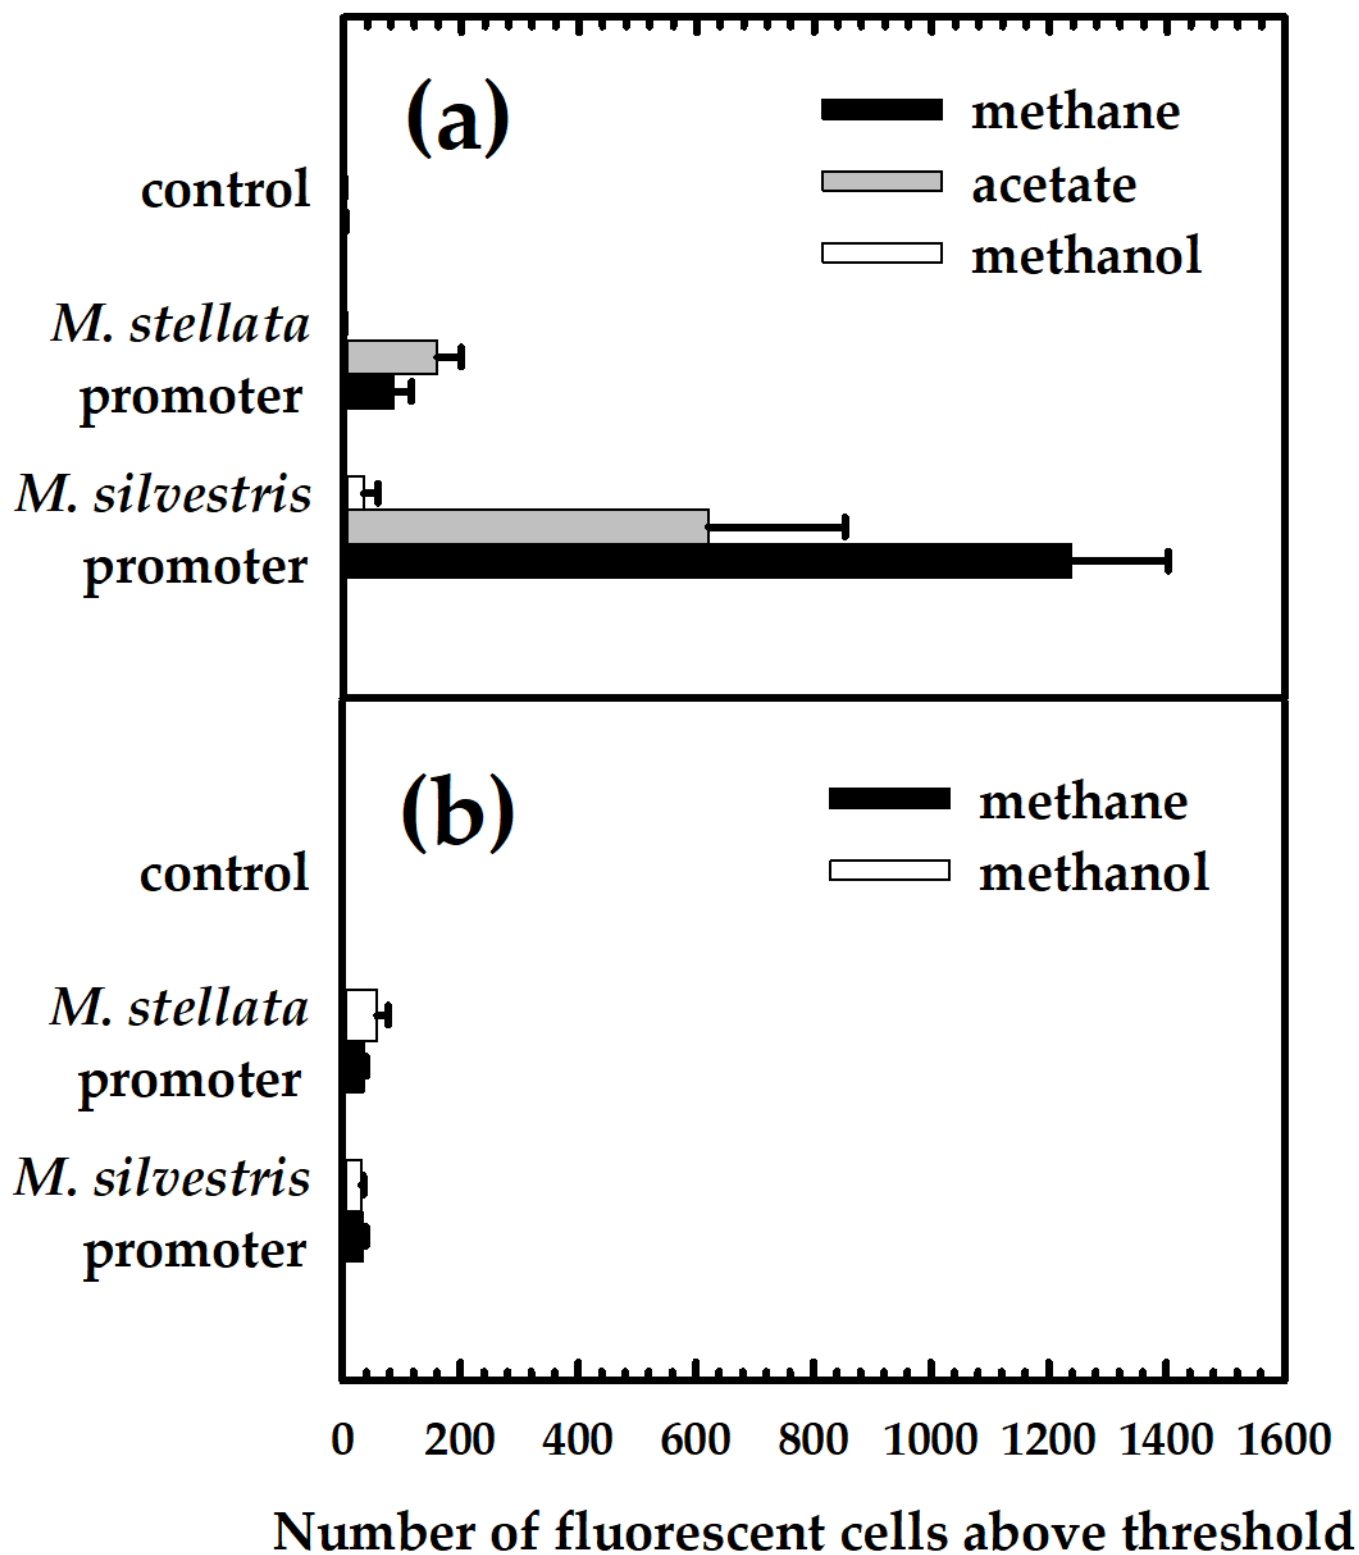 (a)
methane
acetate
methanol
control
M. stellata
promoter
M. silvestris
promoter
(b)
methane
methanol
control
M. stellata
promoter
M. silvestris
promoter
0 200 400 600 800 1000 1200 1400 1600
Number of fluorescent cells above threshold